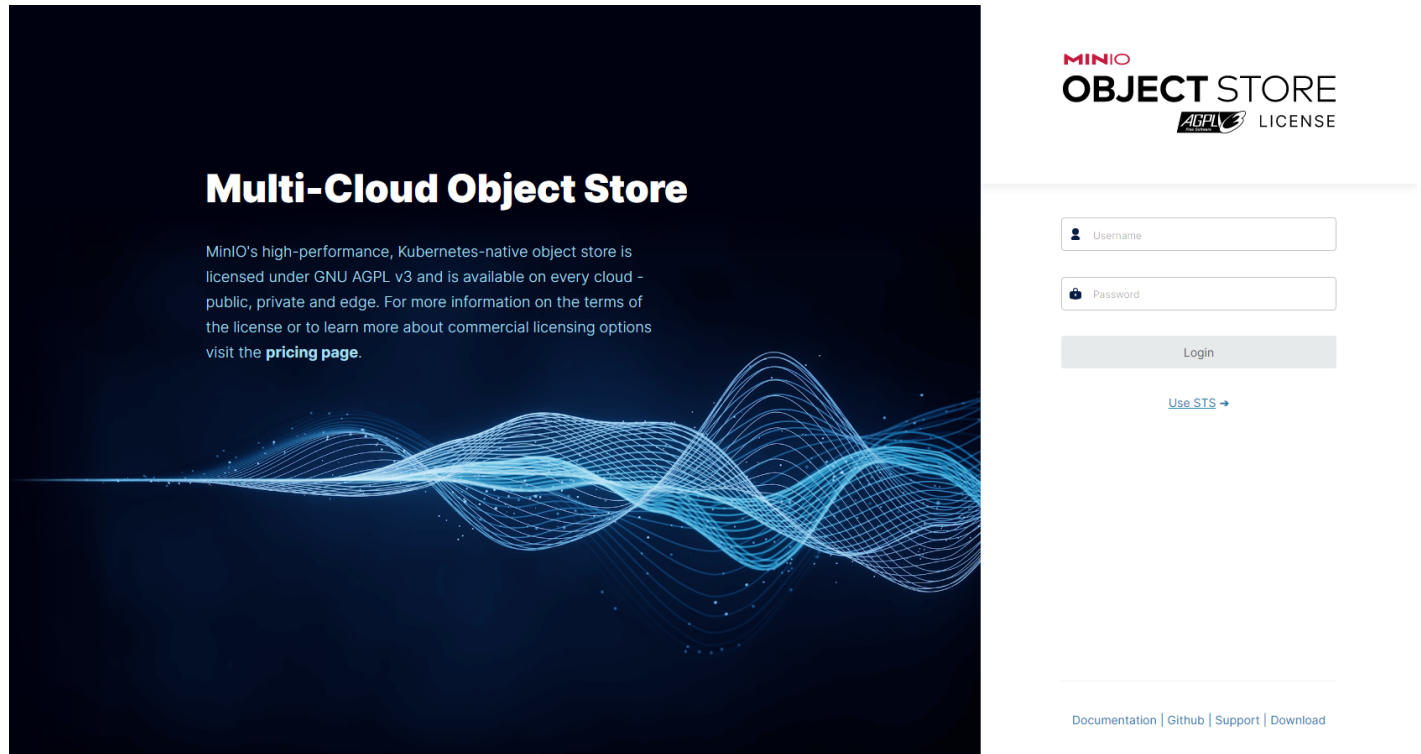 Multi-Cloud Object Store
MinIO's high-performance, Kubernetes-native object store is
licensed under GNU AGPL v3 and is available on every cloud -
public, private and edge. For more information on the terms of
the license or to learn more about commercial licensing options
visit the pricing page.
MINIO
OBJECT STORE
AGPLv3 LICENSE
Free Software
Username
Password
Login
Use STS ➔
Documentation | Github | Support | Download